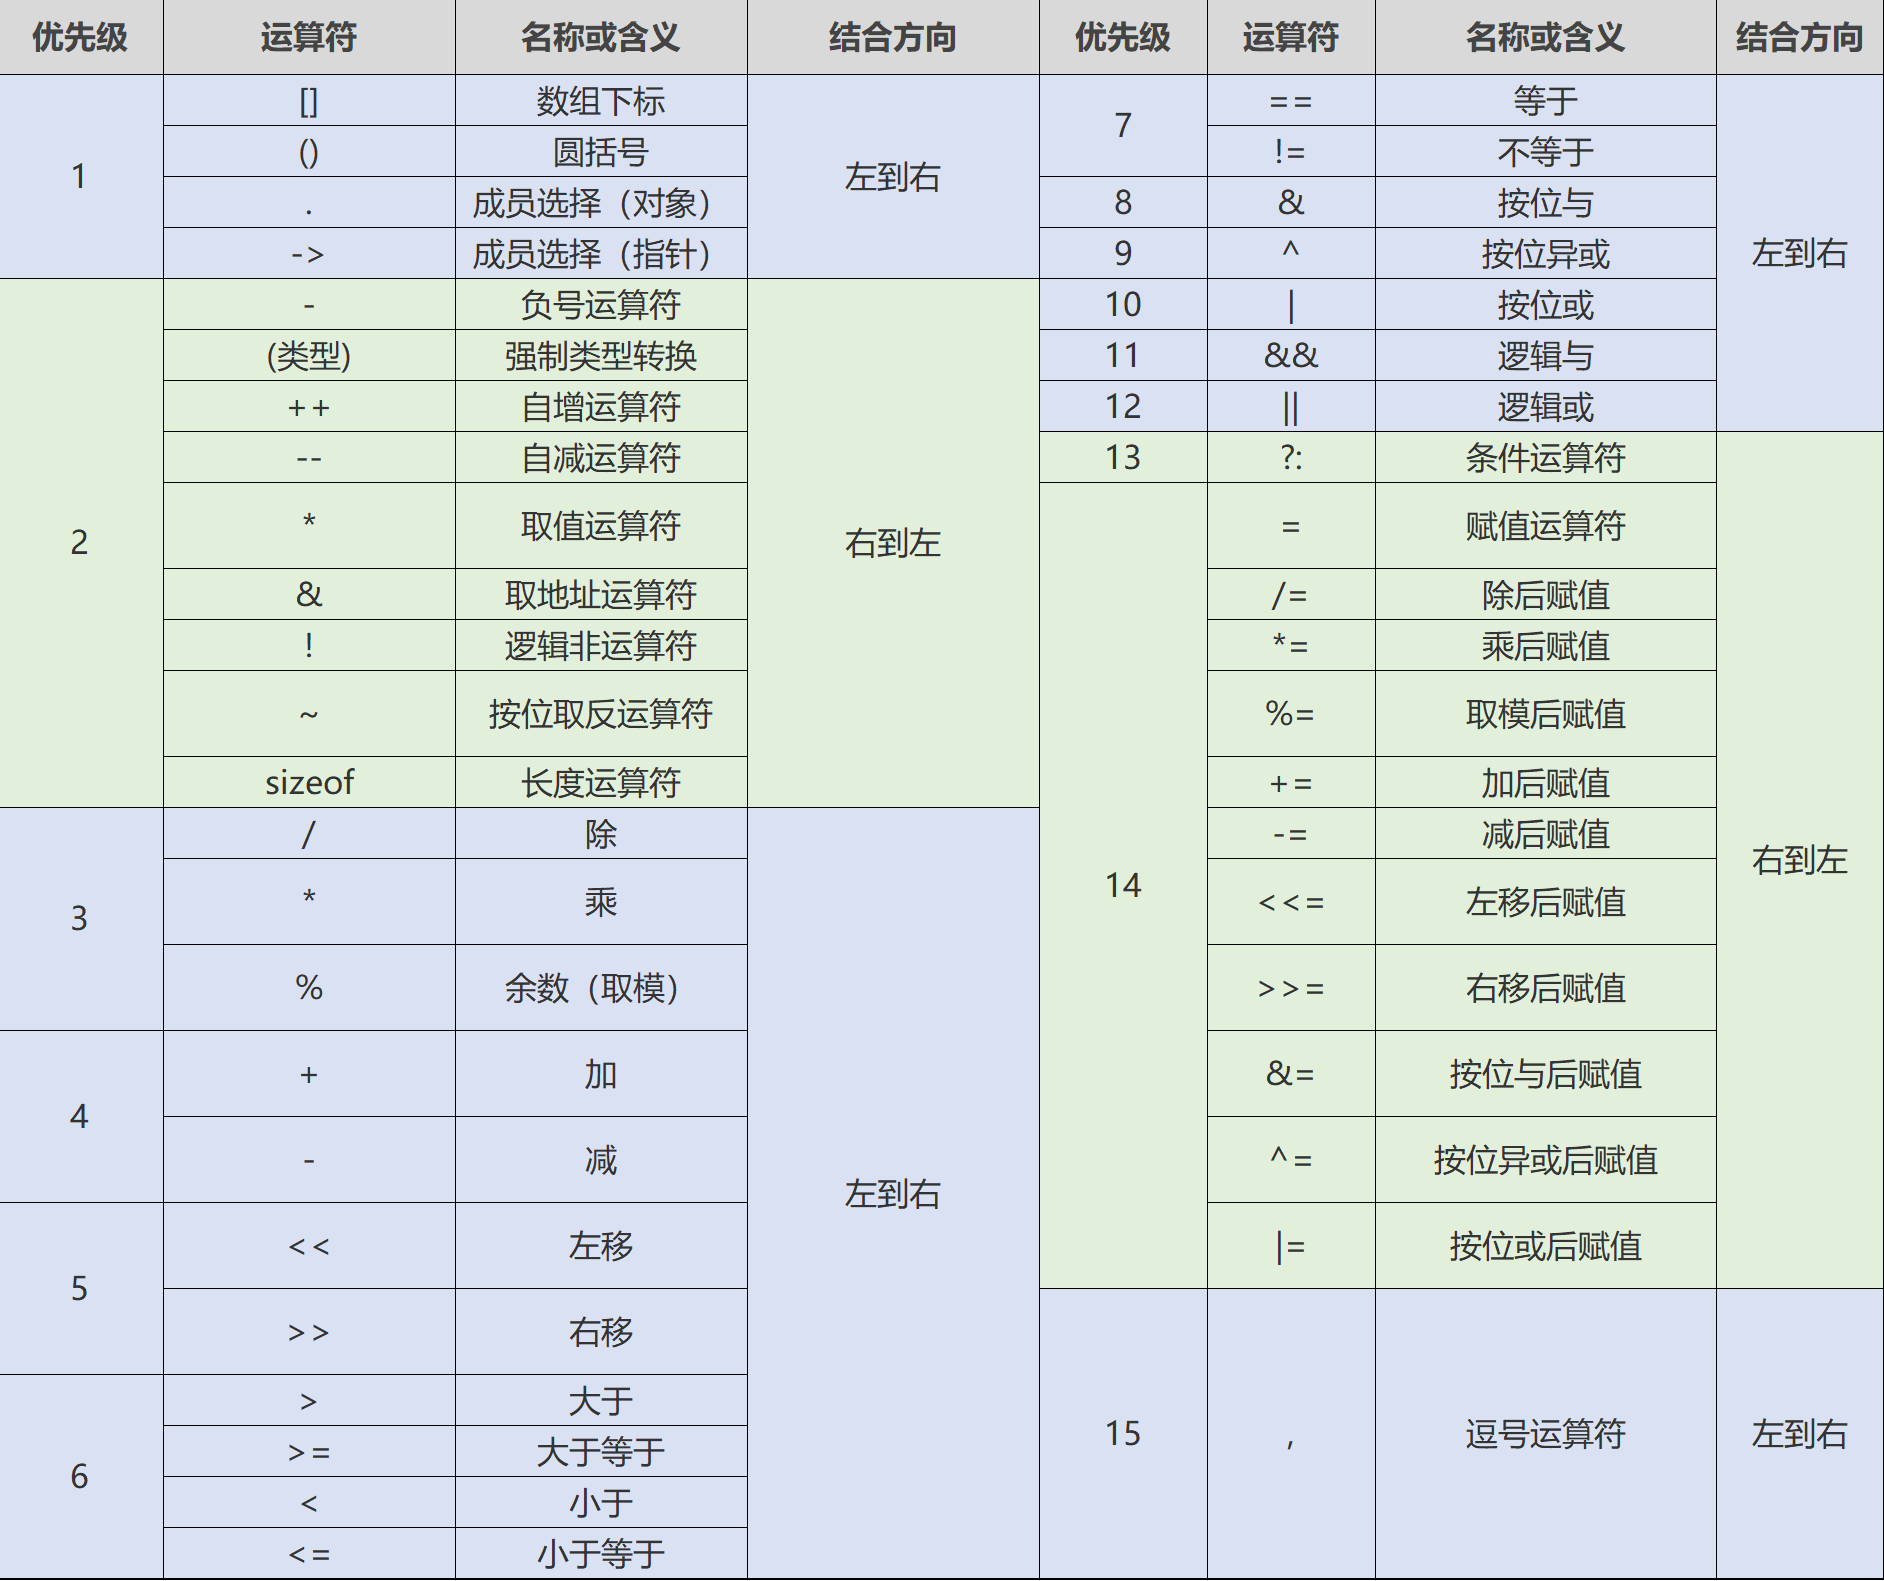 优先级 运算符 名称或含义 结合方向 优先级 运算符 名称或含义 结合方向
1 [] 数组下标 左到右 7 == 等于 左到右
() 圆括号 != 不等于
. 成员选择（对象） 8 & 按位与
-> 成员选择（指针） 9 ^ 按位异或
2 - 负号运算符 右到左 10 | 按位或
(类型) 强制类型转换 11 && 逻辑与
++ 自增运算符 12 || 逻辑或
-- 自减运算符 13 ?: 条件运算符 右到左
* 取值运算符 14 = 赋值运算符
& 取地址运算符 /= 除后赋值
! 逻辑非运算符 *= 乘后赋值
~ 按位取反运算符 %= 取模后赋值
sizeof 长度运算符 += 加后赋值
3 / 除 左到右 -= 减后赋值
* 乘 <<= 左移后赋值
% 余数（取模） >>= 右移后赋值
4 + 加 &= 按位与后赋值
- 减 ^= 按位异或后赋值
5 << 左移 |= 按位或后赋值
>> 右移 15 , 逗号运算符 左到右
6 > 大于
>= 大于等于
< 小于
<= 小于等于